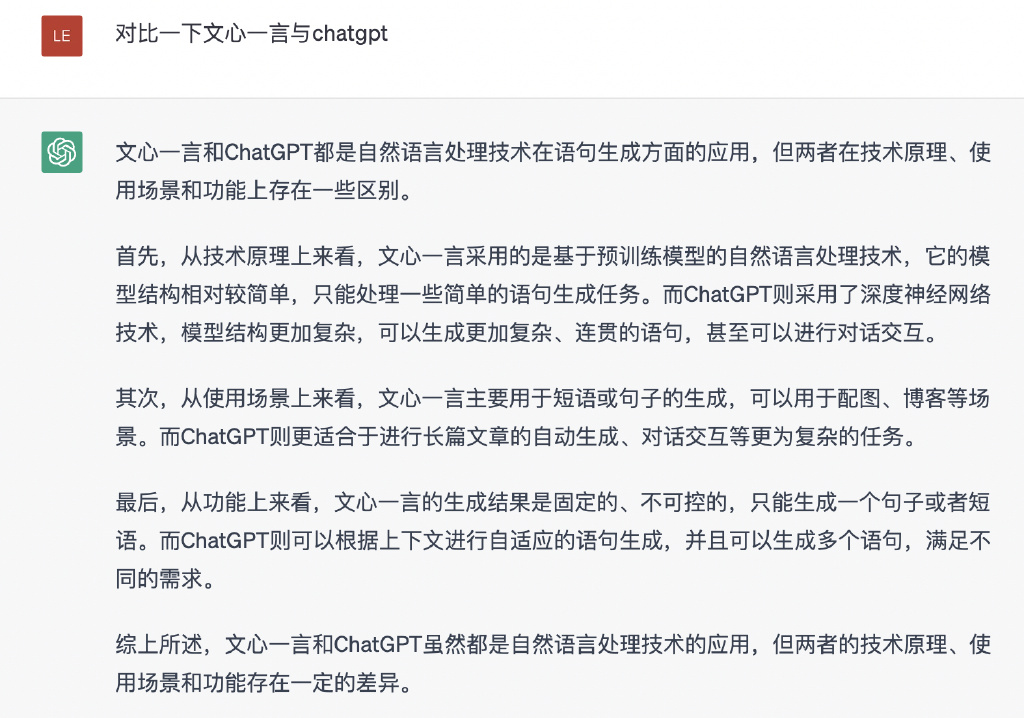 LE
对比一下文心一言与chatgpt
文心一言和ChatGPT都是自然语言处理技术在语句生成方面的应用，但两者在技术原理、使
用场景和功能上存在一些区别。
首先，从技术原理上来看，文心一言采用的是基于预训练模型的自然语言处理技术，它的模
型结构相对较简单，只能处理一些简单的语句生成任务。而ChatGPT则采用了深度神经网络
技术，模型结构更加复杂，可以生成更加复杂、连贯的语句，甚至可以进行对话交互。
其次，从使用场景上来看，文心一言主要用于短语或句子的生成，可以用于配图、博客等场
景。而ChatGPT则更适合于进行长篇文章的自动生成、对话交互等更为复杂的任务。
最后，从功能上来看，文心一言的生成结果是固定的、不可控的，只能生成一个句子或者短
语。而ChatGPT则可以根据上下文进行自适应的语句生成，并且可以生成多个语句，满足不
同的需求。
综上所述，文心一言和ChatGPT虽然都是自然语言处理技术的应用，但两者的技术原理、使
用场景和功能存在一定的差异。